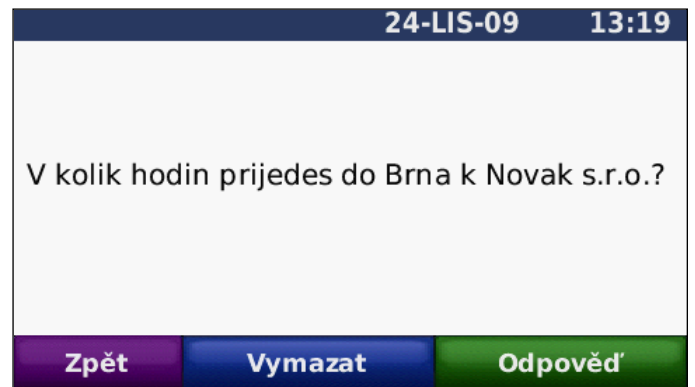 24-LIS-09 13:19
V kolik hodin prijedes do Brna k Novak s.r.o.?
Zpět Vymazat Odpověď